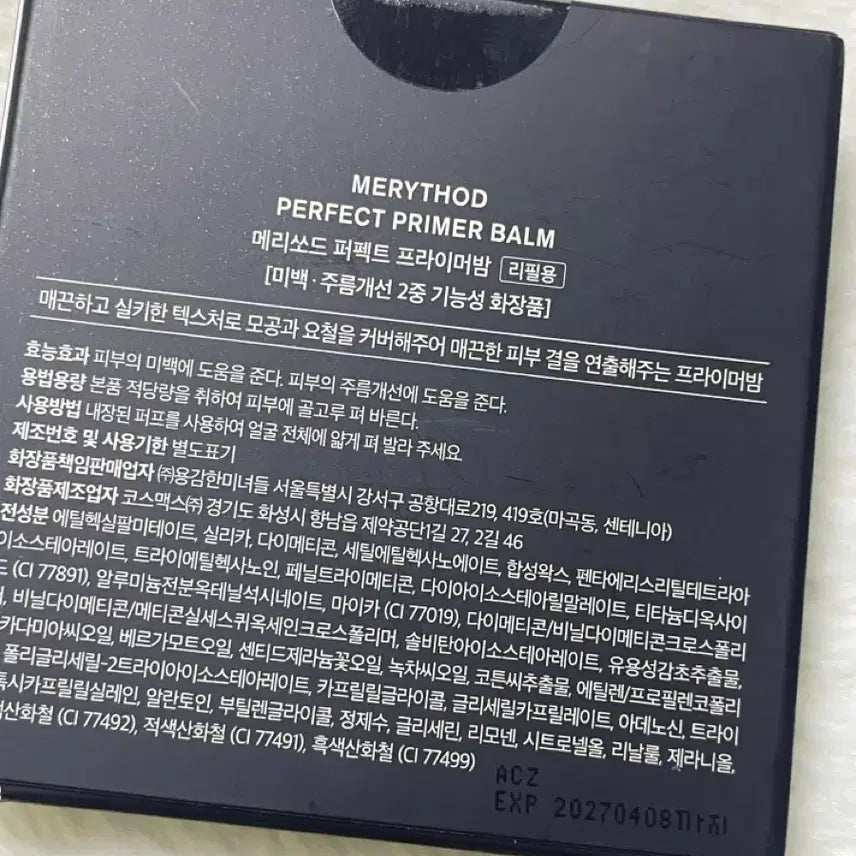 MERYTHOD
PERFECT PRIMER BALM
메리쏘드 퍼펙트 프라이머밤 리필용
[미백·주름개선 2중 기능성 화장품]
매끈하고 실키한 텍스처로 모공과 요철을 커버해주어 매끈한 피부 결을 연출해주는 프라이머밤
효능효과 피부의 미백에 도움을 준다. 피부의 주름개선에 도움을 준다.
용법용량 본품 적당량을 취하여 피부에 골고루 펴 바른다.
사용방법 내장된 퍼프를 사용하여 얼굴 전체에 얇게 펴 발라 주세요.
제조번호 및 사용기한 별도표기
화장품책임판매업자 ㈜용감한미녀들 서울특별시 강서구 공항대로219, 419호(마곡동, 센테니아)
화장품제조업자 코스맥스㈜ 경기도 화성시 향남읍 제약공단1길 27, 2길 46
전성분 에틸헥실팔미테이트, 실리카, 다이메티콘, 세틸에틸헥사노에이트, 합성왁스, 펜타에리스리틸테트라아
이소스테아레이트, 트라이에틸헥사노인, 페닐트라이메티콘, 다이아이소스테아릴말레이트, 티타늄디옥사이
드 (CI 77891), 알루미늄전분옥테닐석시네이트, 마이카 (CI 77019), 다이메티콘/비닐다이메티콘크로스폴리
, 비닐다이메티콘/메티콘실세스퀴옥세인크로스폴리머, 솔비탄아이소스테아레이트, 유용성감초추출물,
카다미아씨오일, 베르가모트오일, 센티드제라늄꽃오일, 녹차씨오일, 코튼씨추출물, 에틸렌/프로필렌코폴리
폴리글리세릴-2트라이아이소스테아레이트, 카프릴릴글라이콜, 글리세릴카프릴레이트, 아데노신, 트라이
톡시카프릴릴실레인, 알란토인, 부틸렌글라이콜, 정제수, 글리세린, 리모넨, 시트로넬올, 리날룰, 제라니올,
색산화철 (CI 77492), 적색산화철 (CI 77491), 흑색산화철 (CI 77499)
ACZ
EXP 20270408까지